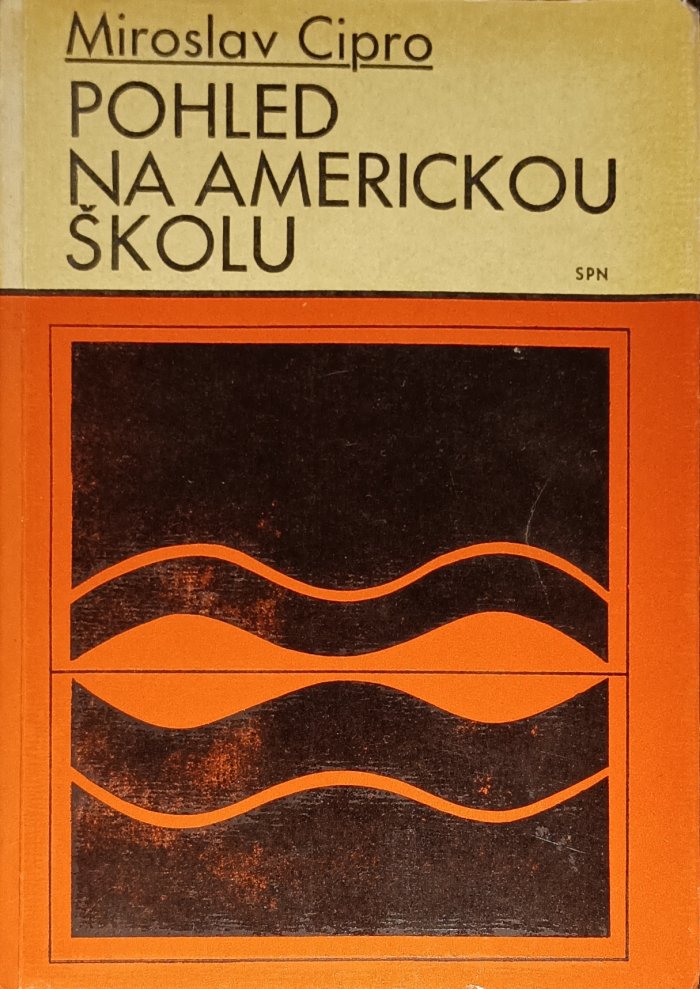 Miroslav Cipro
POHLED
NA AMERICKOU
ŠKOLU
SPN